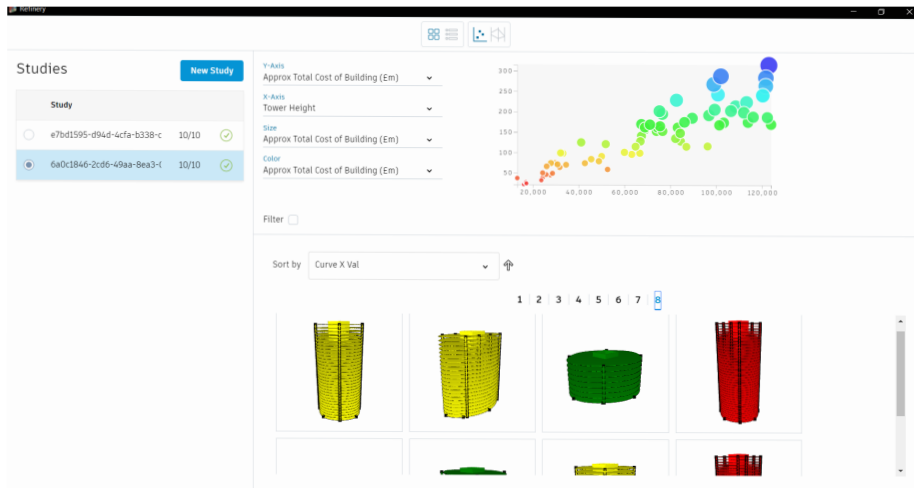 Refinery
Studies
New Study
Study
e7bd1595-d94d-4cfa-b338-c 10/10
6a0c1846-2cd6-49aa-8ea3-( 10/10
Y-Axis
Approx Total Cost of Building (£m)
X-Axis
Tower Height
Size
Approx Total Cost of Building (£m)
Color
Approx Total Cost of Building (£m)
Filter
300
250
200
150
100
50
20,000 40,000 60,000 80,000 100,000 120,000
Sort by Curve X Val
1 2 3 4 5 6 7 8